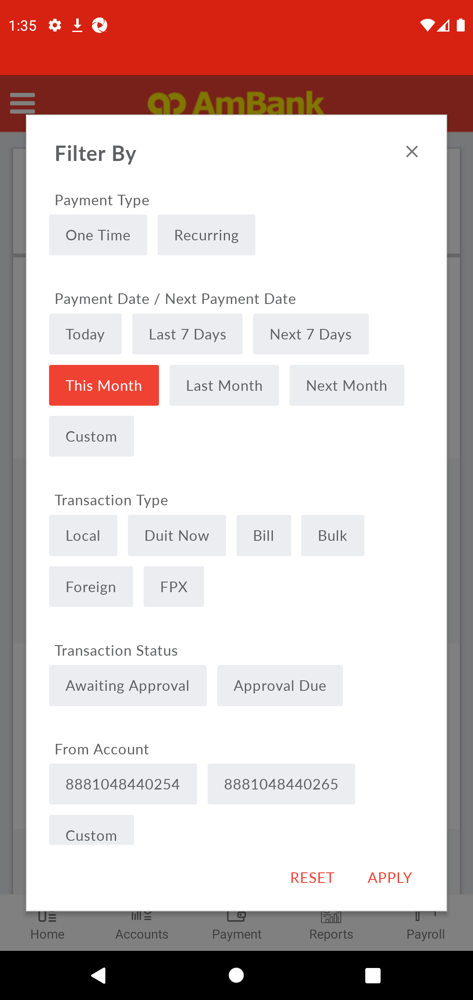 1:35
AmBank
Filter By
Payment Type
One Time Recurring
Payment Date / Next Payment Date
Today Last 7 Days Next 7 Days
This Month Last Month Next Month
Custom
Transaction Type
Local Duit Now Bill Bulk
Foreign FPX
Transaction Status
Awaiting Approval Approval Due
From Account
8881048440254 8881048440265
Custom
RESET APPLY
Home Accounts Payment Reports Payroll